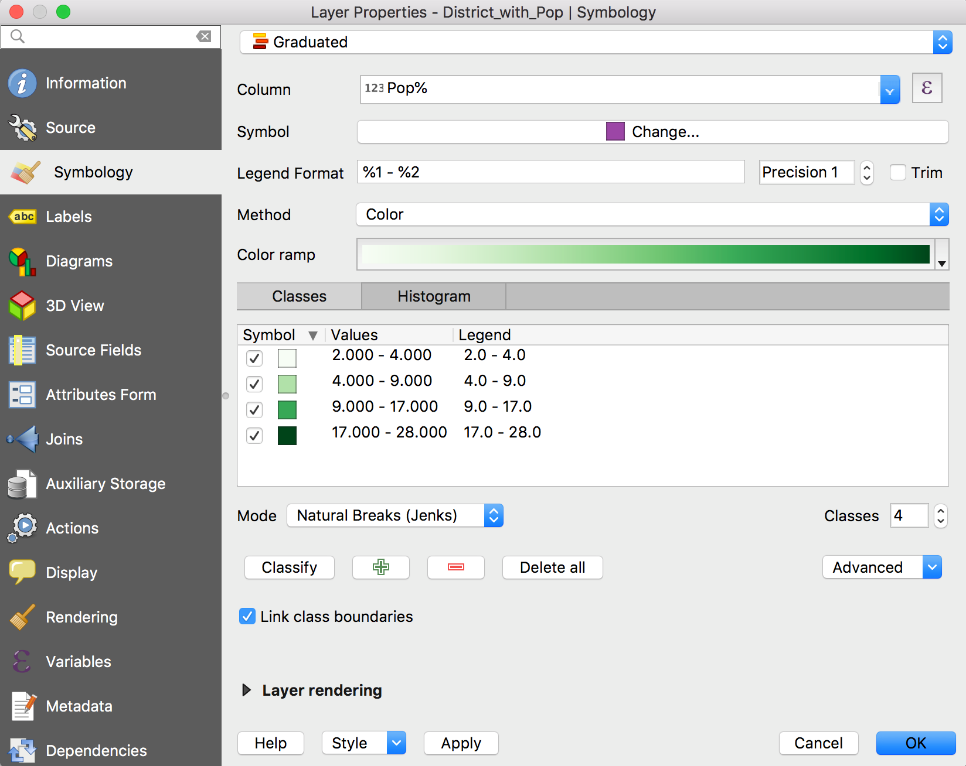 Layer Properties - District_with_Pop | Symbology
Graduated
Information
Column
123 Pop%
ε
Source
Symbol
Change...
Symbology
Legend Format
%1 - %2
Precision 1
Trim
abc
Labels
Method
Color
Color ramp
Diagrams
Classes
Histogram
3D View
Symbol
Values
Legend
Source Fields
2.000 - 4.000
2.0 - 4.0
4.000 - 9.000
4.0 - 9.0
Attributes Form
9.000 - 17.000
9.0 - 17.0
17.000 - 28.000
17.0 - 28.0
Joins
Auxiliary Storage
Mode
Natural Breaks (Jenks)
Classes
4
Actions
Classify
Delete all
Advanced
Display
Link class boundaries
Rendering
ε
Variables
Layer rendering
Metadata
Help
Style
Apply
Cancel
OK
Dependencies